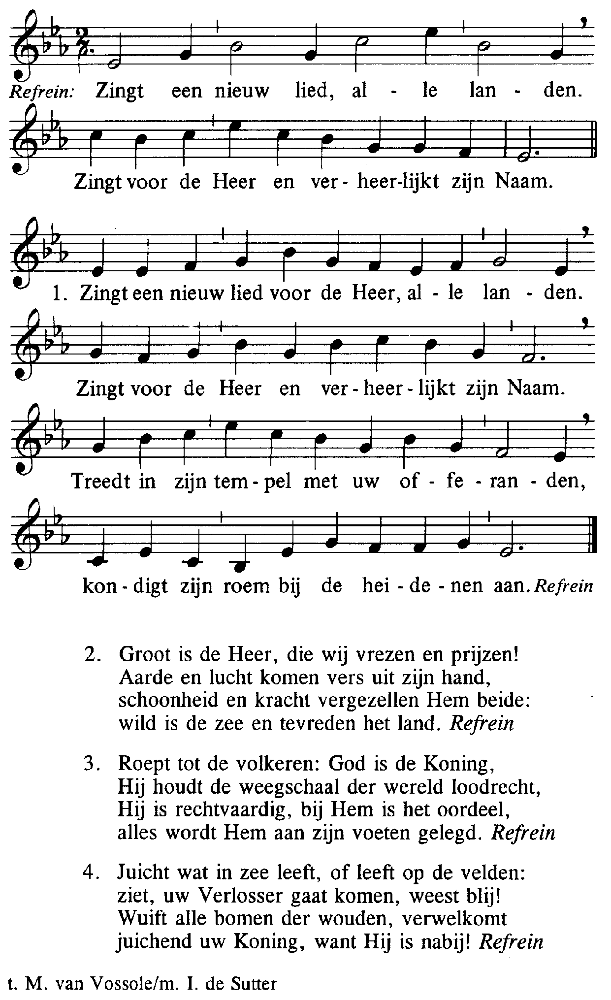 Refrein: Zingt een nieuw lied, al - le lan - den.
Zingt voor de Heer en ver - heer-lijkt zijn Naam.
1. Zingt een nieuw lied voor de Heer, al - le lan - den.
Zingt voor de Heer en ver - heer - lijkt zijn Naam.
Treedt in zijn tem - pel met uw of - fe - ran - den,
kon - digt zijn roem bij de hei - de - nen aan. Refrein
2. Groot is de Heer, die wij vrezen en prijzen!
Aarde en lucht komen vers uit zijn hand,
schoonheid en kracht vergezellen Hem beide:
wild is de zee en tevreden het land. Refrein
3. Roept tot de volkeren: God is de Koning,
Hij houdt de weegschaal der wereld loodrecht,
Hij is rechtvaardig, bij Hem is het oordeel,
alles wordt Hem aan zijn voeten gelegd. Refrein
4. Juicht wat in zee leeft, of leeft op de velden:
ziet, uw Verlosser gaat komen, weest blij!
Wuift alle bomen der wouden, verwelkomt
juichend uw Koning, want Hij is nabij! Refrein
t. M. van Vossole/m. I. de Sutter